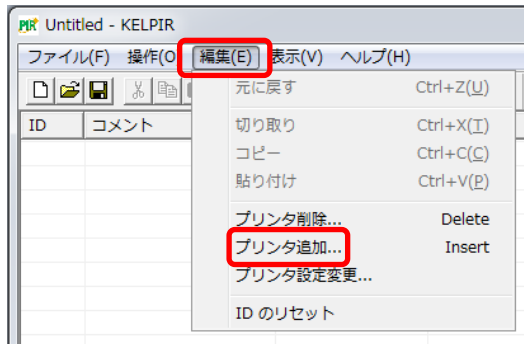 PIR Untitled - KELPIR
ファイル(F) 操作(O 編集(E) 表示(V) ヘルプ(H)
ID コメント
元に戻す Ctrl+Z(U)
切り取り Ctrl+X(T)
コピー Ctrl+C(C)
貼り付け Ctrl+V(P)
プリンタ削除... Delete
プリンタ追加... Insert
プリンタ設定変更...
ID のリセット